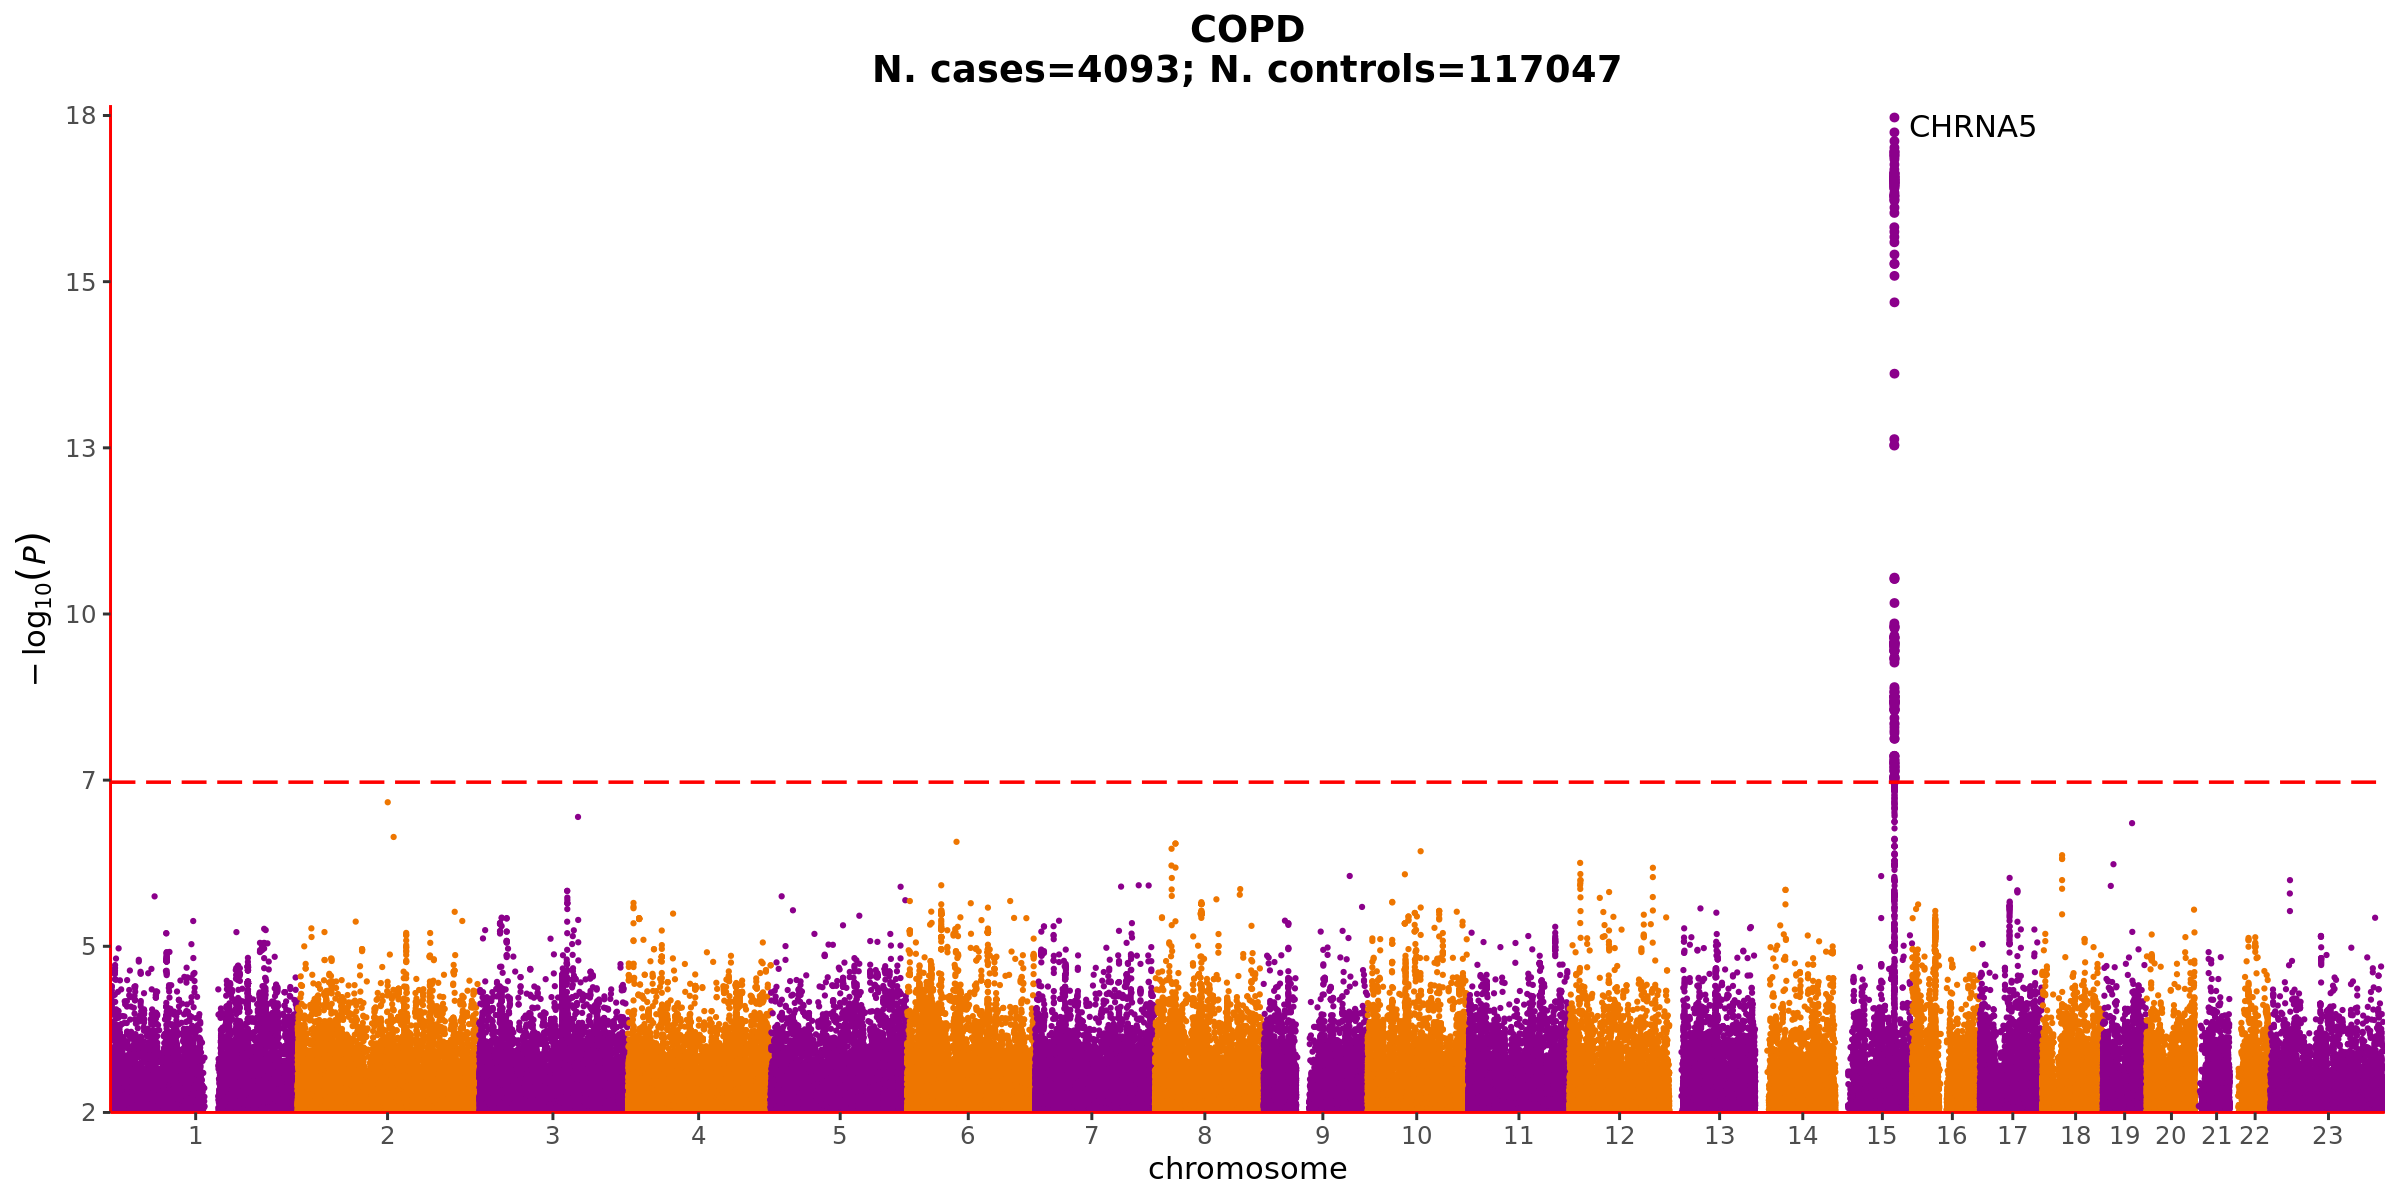 COPD
N. cases=4093; N. controls=117047
18
CHRNA5
15
13
10
7
5
2
− log10(P)
1 2 3 4 5 6 7 8 9 10 11 12 13 14 15 16 17 18 19 20 21 22 23
chromosome